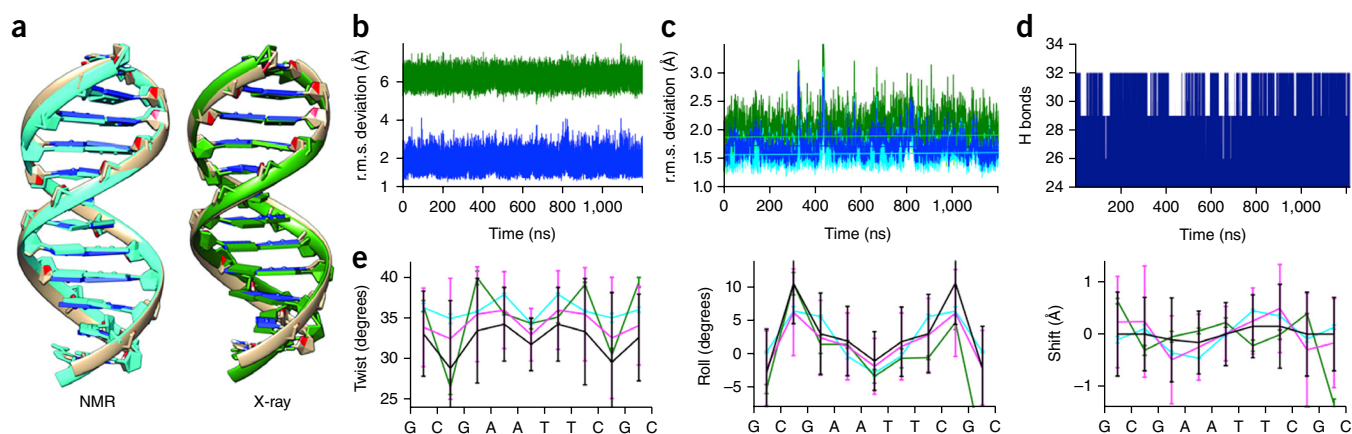 a
NMR
X-ray
b
r.m.s. deviation (Å)
6
4
2
1
0 200 400 600 800 1,000
Time (ns)
c
r.m.s. deviation (Å)
3.0
2.5
2.0
1.5
1.0
0 200 400 600 800 1,000
Time (ns)
d
H bonds
34
32
30
28
26
24
200 400 600 800 1,000
Time (ns)
e
Twist (degrees)
40
35
30
25
G C G A A T T C G C
Roll (degrees)
10
5
0
–5
G C G A A T T C G C
Shift (Å)
1
0
–1
G C G A A T T C G C